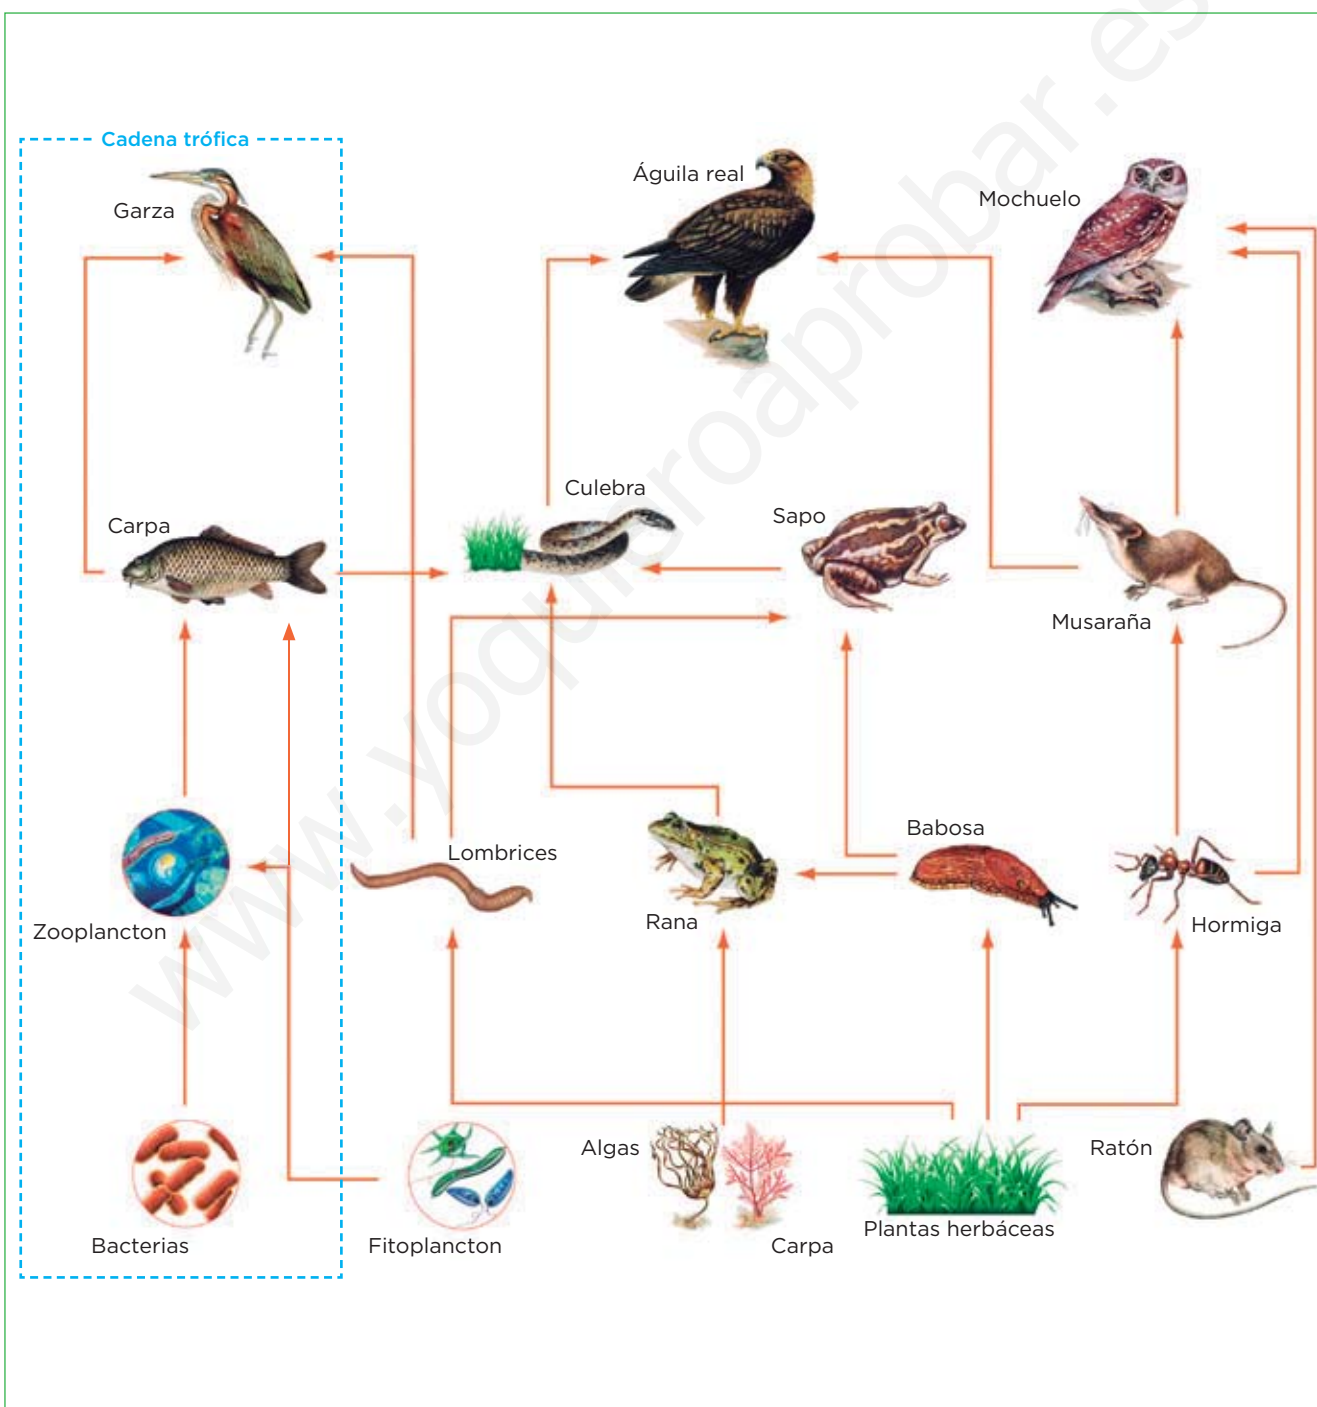 Cadena trófica
Garza
Águila real
Mochuelo
Carpa
Culebra
Sapo
Musaraña
Zooplancton
Lombrices
Rana
Babosa
Hormiga
Bacterias
Fitoplancton
Algas
Carpa
Plantas herbáceas
Ratón
www.yoquieroaprobar.es